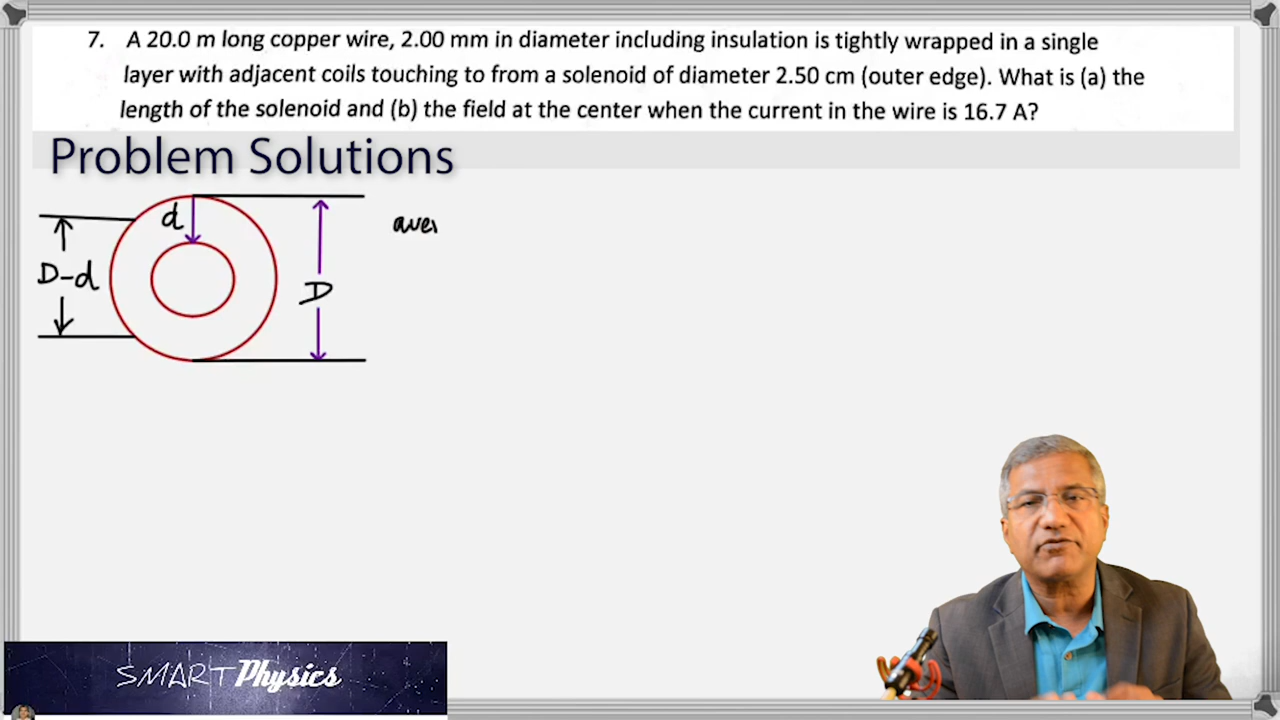 7. A 20.0 m long copper wire, 2.00 mm in diameter including insulation is tightly wrapped in a single
layer with adjacent coils touching to from a solenoid of diameter 2.50 cm (outer edge). What is (a) the
length of the solenoid and (b) the field at the center when the current in the wire is 16.7 A?
Problem Solutions
d
aver
D-d
D
SMART Physics